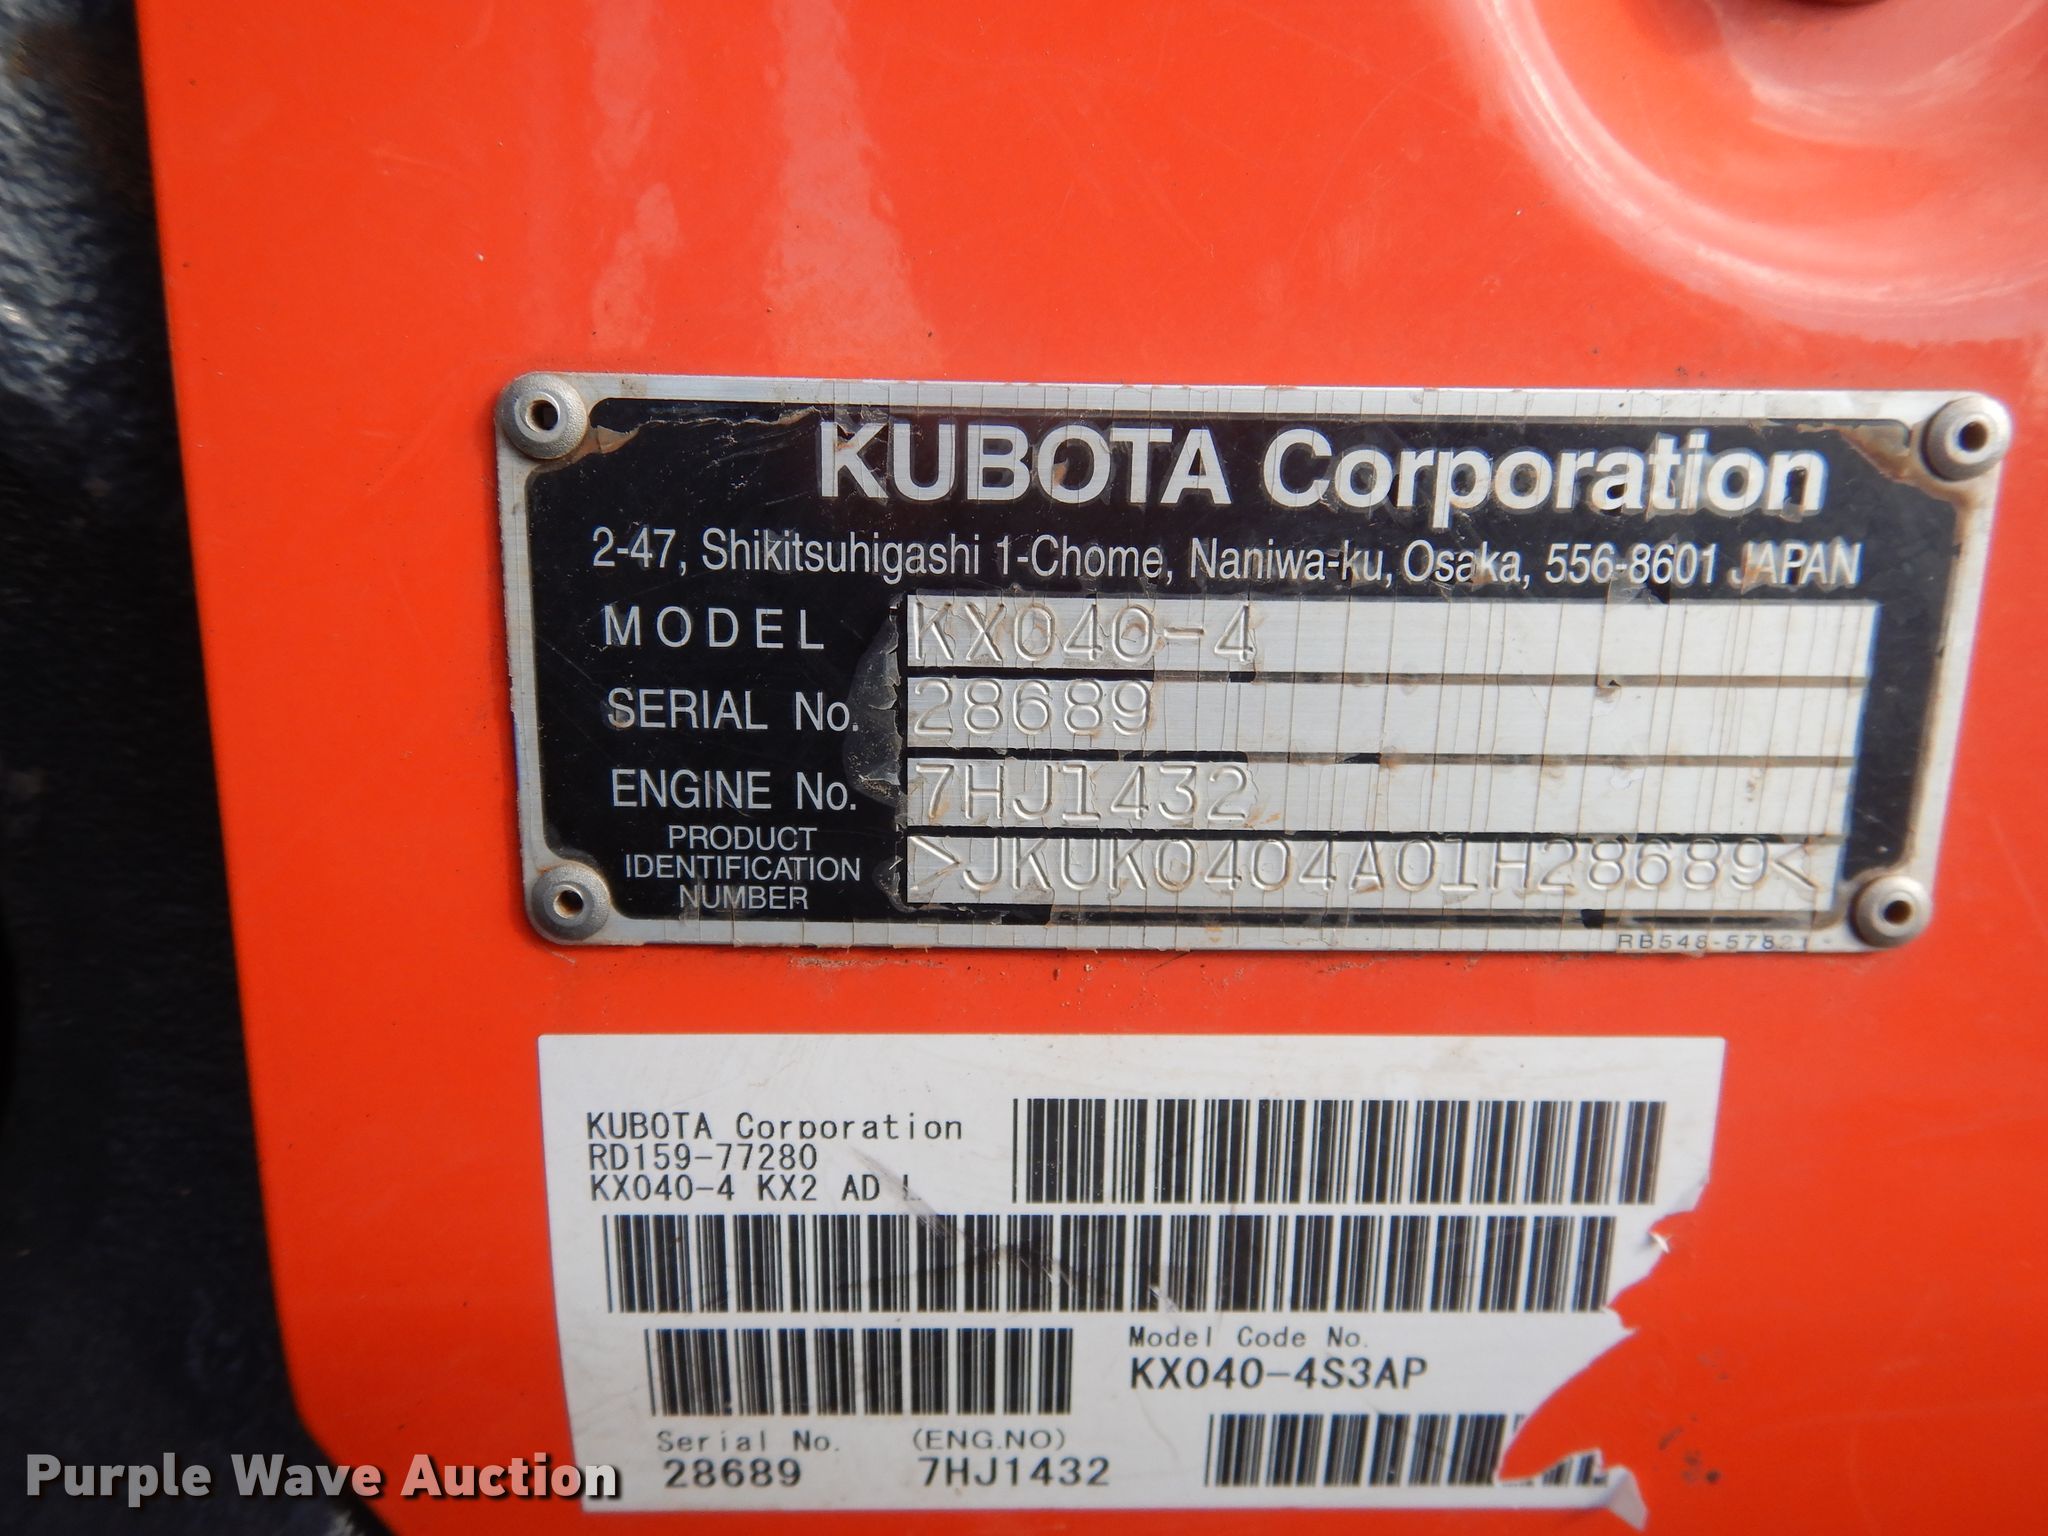 KUBOTA Corporation
2-47, Shikitsuhigashi 1-Chome, Naniwa-ku, Osaka, 556-8601 JAPAN
MODEL KX040-4
SERIAL No. 28689
ENGINE No. 7HJ1432
PRODUCT
IDENTIFICATION
NUMBER
>JKUK0404A01H28689<
RB548-57821
KUBOTA Corporation
RD159-77280
KX040-4 KX2 AD L
Model Code No.
KX040-4S3AP
Serial No. (ENG.NO)
28689 7HJ1432
Purple Wave Auction